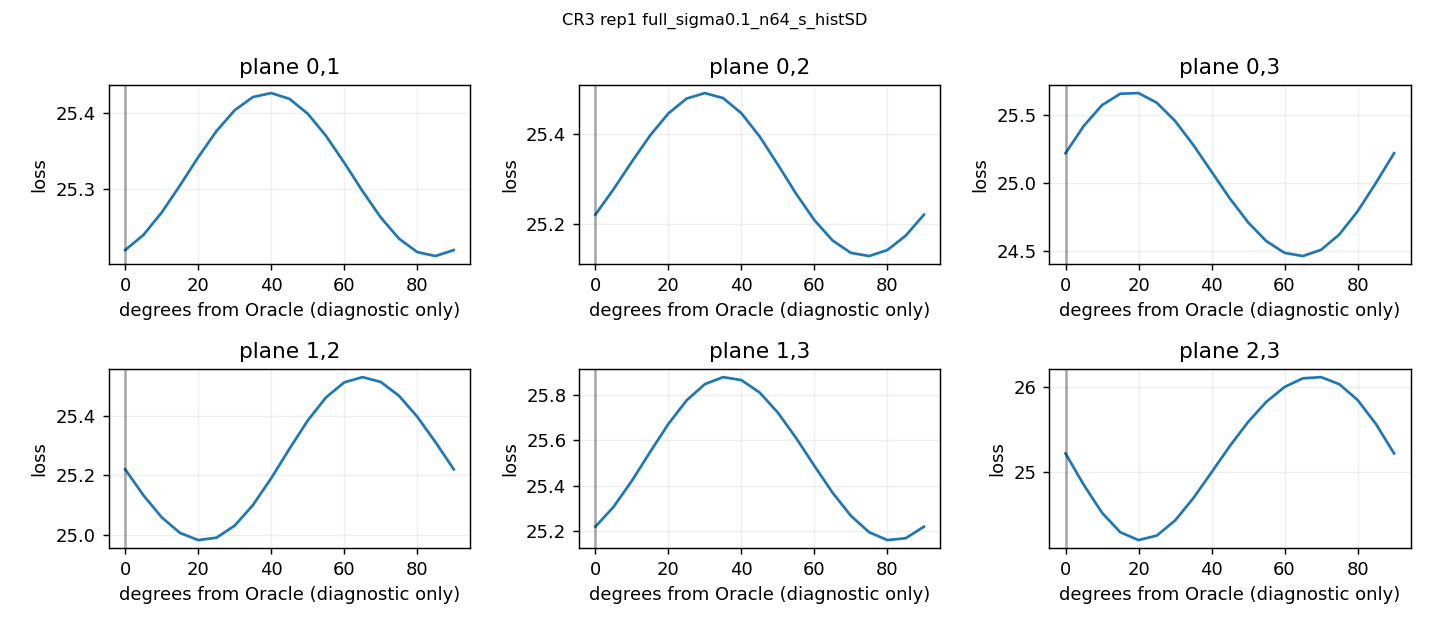 CR3 rep1 full_sigma0.1_n64_s_histSD
plane 0,1
plane 0,2
plane 0,3
25.4
25.3
loss
0 20 40 60 80
degrees from Oracle (diagnostic only)
25.4
25.2
loss
0 20 40 60 80
degrees from Oracle (diagnostic only)
25.5
25.0
24.5
loss
0 20 40 60 80
degrees from Oracle (diagnostic only)
plane 1,2
plane 1,3
plane 2,3
25.4
25.2
25.0
loss
0 20 40 60 80
degrees from Oracle (diagnostic only)
25.8
25.6
25.4
25.2
loss
0 20 40 60 80
degrees from Oracle (diagnostic only)
26
25
loss
0 20 40 60 80
degrees from Oracle (diagnostic only)